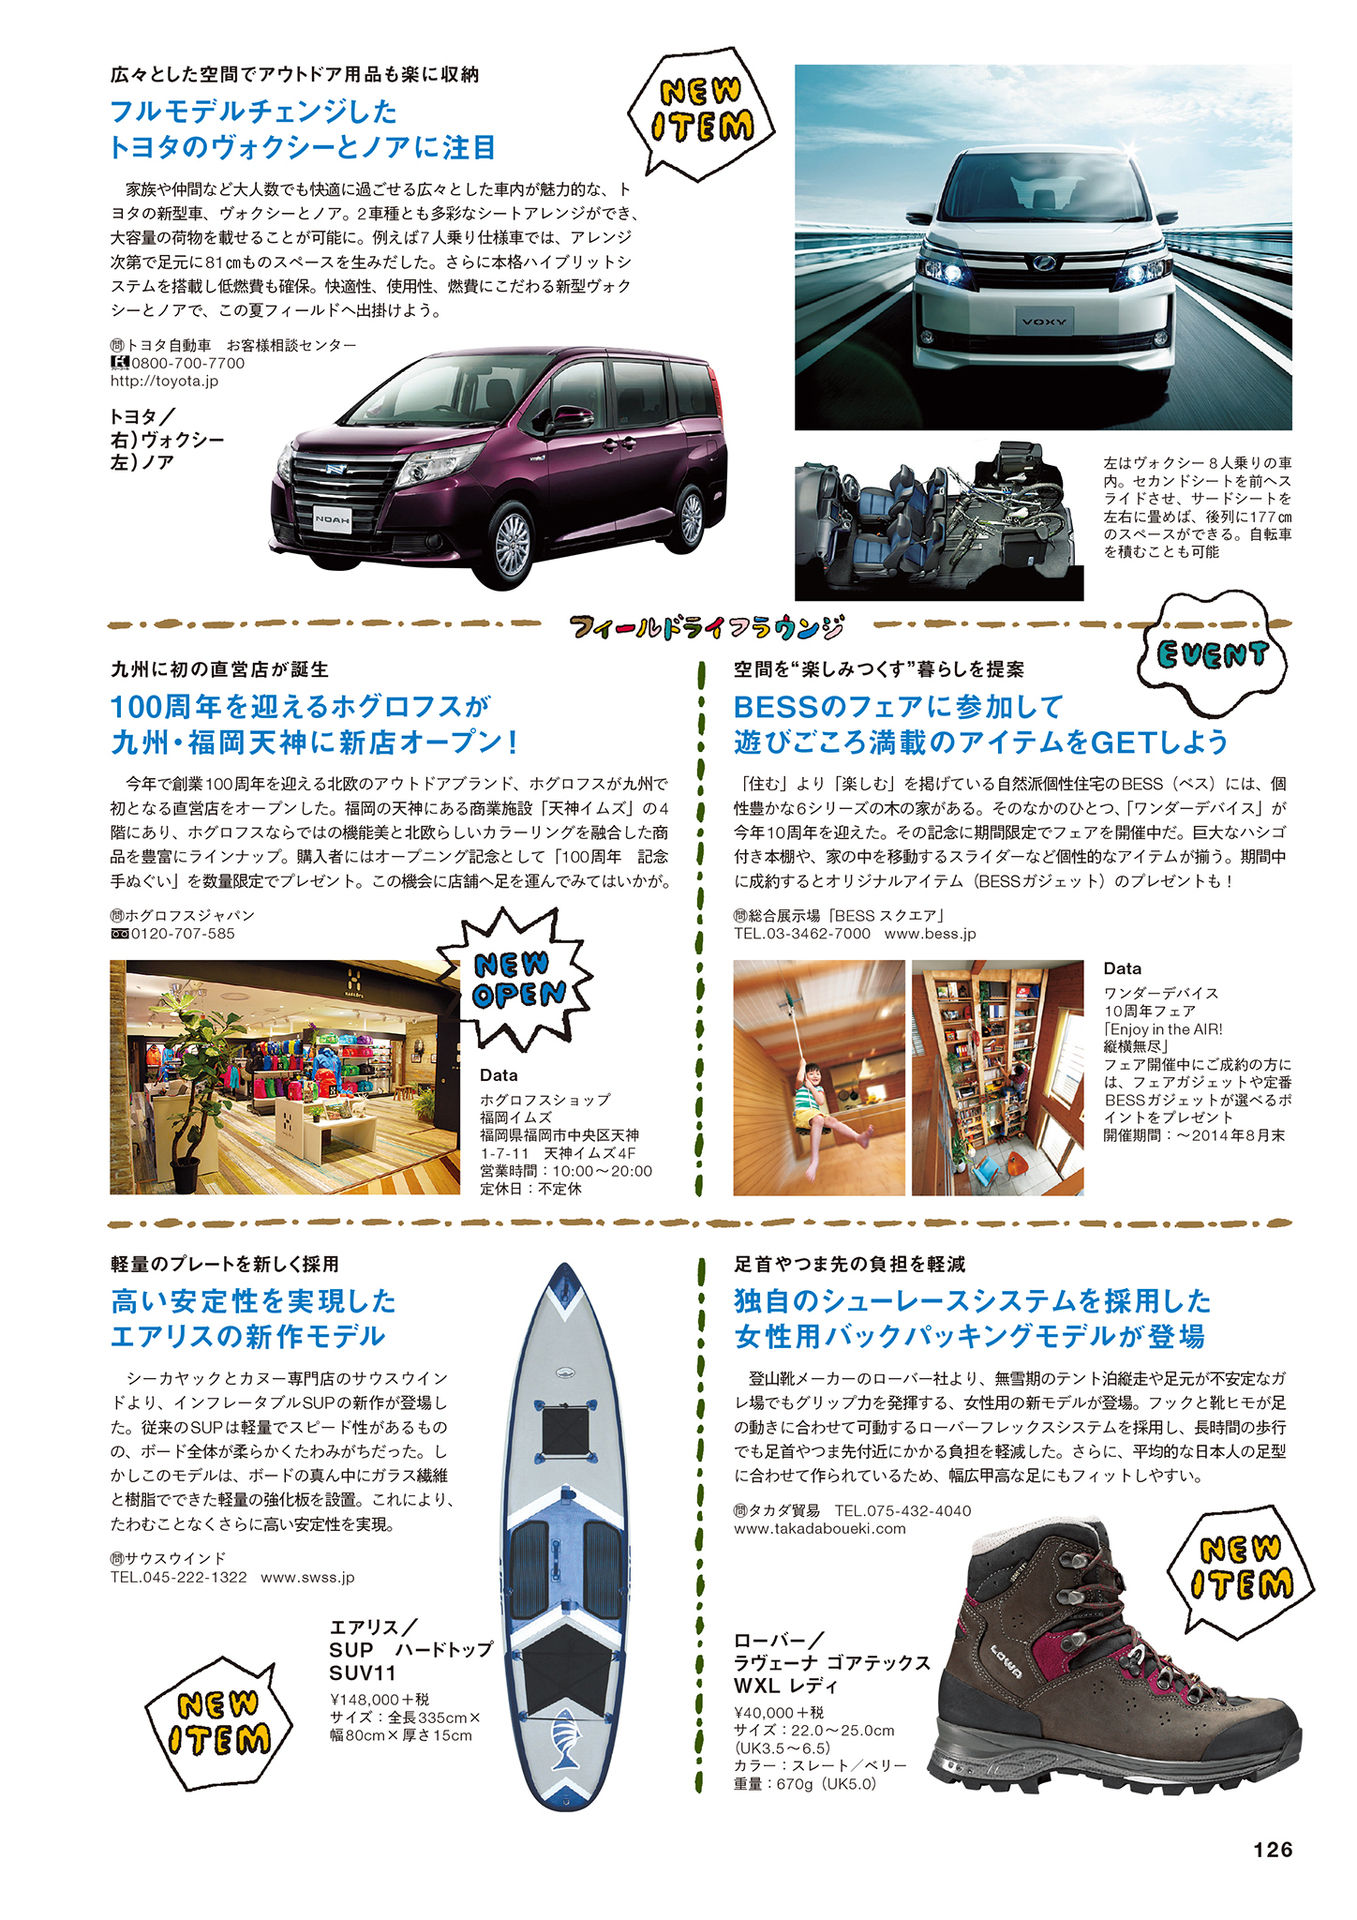 広々とした空間でアウトドア用品も楽に収納
フルモデルチェンジした
トヨタのヴォクシーとノアに注目
NEW
ITEM
家族や仲間など大人数でも快適に過ごせる広々とした車内が魅力的な、ト
ヨタの新型車、ヴォクシーとノア。2車種とも多彩なシートアレンジができ、
大容量の荷物を載せることが可能に。例えば7人乗り仕様車では、アレンジ
次第で足元に81㎝ものスペースを生みだした。さらに本格ハイブリットシ
ステムを搭載し低燃費も確保。快適性、使用性、燃費にこだわる新型ヴォク
シーとノアで、この夏フィールドへ出掛けよう。
㉄トヨタ自動車　お客様相談センター
0800-700-7700
http://toyota.jp
トヨタ／
右)ヴォクシー
左)ノア
NOAH
VOXY
左はヴォクシー8人乗りの車
内。セカンドシートを前へス
ライドさせ、サードシートを
左右に畳めば、後列に177㎝
のスペースができる。自転車
を積むことも可能
フィールドライフラウンジ
九州に初の直営店が誕生
100周年を迎えるホグロフスが
九州・福岡天神に新店オープン！
今年で創業100周年を迎える北欧のアウトドアブランド、ホグロフスが九州で
初となる直営店をオープンした。福岡の天神にある商業施設「天神イムズ」の4
階にあり、ホグロフスならではの機能美と北欧らしいカラーリングを融合した商
品を豊富にラインナップ。購入者にはオープニング記念として「100周年　記念
手ぬぐい」を数量限定でプレゼント。この機会に店舗へ足を運んでみてはいかが。
㉄ホグロフスジャパン
0120-707-585
NEW
OPEN
Data
ホグロフスショップ
福岡イムズ
福岡県福岡市中央区天神
1-7-11　天神イムズ4F
営業時間：10:00～20:00
定休日：不定休
EVENT
空間を“楽しみつくす”暮らしを提案
BESSのフェアに参加して
遊びごころ満載のアイテムをGETしよう
「住む」より「楽しむ」を掲げている自然派個性住宅のBESS（ベス）には、個
性豊かな6シリーズの木の家がある。そのなかのひとつ、「ワンダーデバイス」が
今年10周年を迎えた。その記念に期間限定でフェアを開催中だ。巨大なハシゴ
付き本棚や、家の中を移動するスライダーなど個性的なアイテムが揃う。期間中
に成約するとオリジナルアイテム（BESSガジェット）のプレゼントも！
㉄総合展示場「BESS スクエア」
TEL.03-3462-7000　www.bess.jp
Data
ワンダーデバイス
10周年フェア
「Enjoy in the AIR!
縦横無尽」
フェア開催中にご成約の方に
は、フェアガジェットや定番
BESSガジェットが選べるポ
イントをプレゼント
開催期間：～2014年8月末
軽量のプレートを新しく採用
高い安定性を実現した
エアリスの新作モデル
シーカヤックとカヌー専門店のサウスウイン
ドより、インフレータブルSUPの新作が登場し
た。従来のSUPは軽量でスピード性があるもの
の、ボード全体が柔らかくたわみがちだった。し
かしこのモデルは、ボードの真ん中にガラス繊維
と樹脂でできた軽量の強化板を設置。これにより、
たわむことなくさらに高い安定性を実現。
㉄サウスウインド
TEL.045-222-1322　www.swss.jp
エアリス／
SUP　ハードトップ
SUV11
¥148,000＋税
サイズ：全長335cm×
幅80cm×厚さ15cm
NEW
ITEM
足首やつま先の負担を軽減
独自のシューレースシステムを採用した
女性用バックパッキングモデルが登場
登山靴メーカーのローバー社より、無雪期のテント泊縦走や足元が不安定なガ
レ場でもグリップ力を発揮する、女性用の新モデルが登場。フックと靴ヒモが足
の動きに合わせて可動するローバーフレックスシステムを採用し、長時間の歩行
でも足首やつま先付近にかかる負担を軽減した。さらに、平均的な日本人の足型
に合わせて作られているため、幅広甲高な足にもフィットしやすい。
㉄タカダ貿易　TEL.075-432-4040
www.takadaboueki.com
NEW
ITEM
LOWA
ローバー／
ラヴェーナ ゴアテックス
WXL レディ
¥40,000＋税
サイズ：22.0～25.0cm
（UK3.5～6.5）
カラー：スレート／ベリー
重量：670g（UK5.0）
126